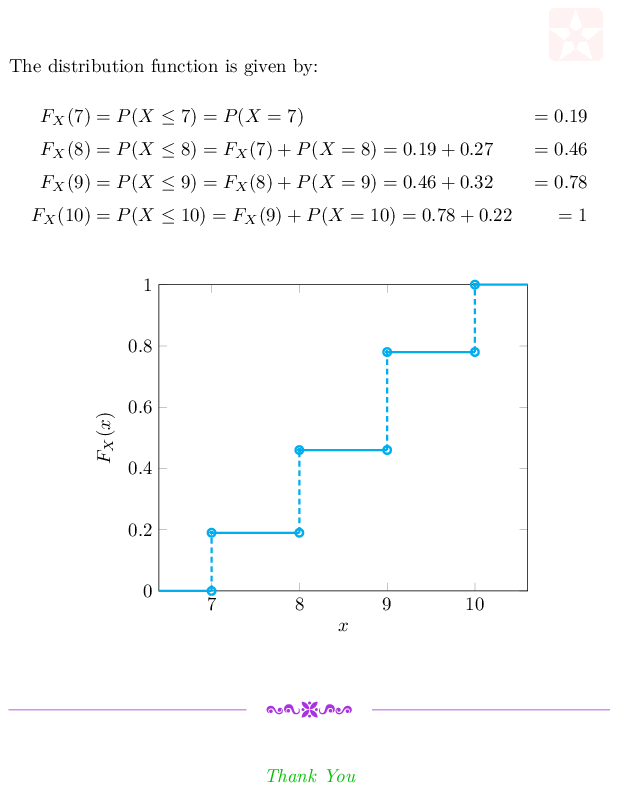 The distribution function is given by:
F_X(7) = P(X ≤ 7) = P(X = 7) = 0.19
F_X(8) = P(X ≤ 8) = F_X(7) + P(X = 8) = 0.19 + 0.27 = 0.46
F_X(9) = P(X ≤ 9) = F_X(8) + P(X = 9) = 0.46 + 0.32 = 0.78
F_X(10) = P(X ≤ 10) = F_X(9) + P(X = 10) = 0.78 + 0.22 = 1
1
0.8
0.6
F_X(x)
0.4
0.2
0
7 8 9 10
x
Thank You